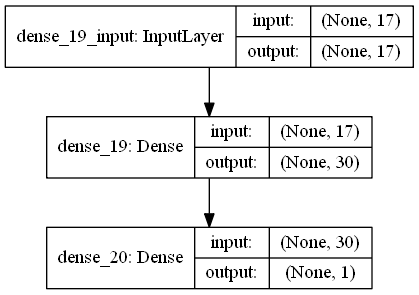 dense_19_input: InputLayer
input: (None, 17)
output: (None, 17)
dense_19: Dense
input: (None, 17)
output: (None, 30)
dense_20: Dense
input: (None, 30)
output: (None, 1)